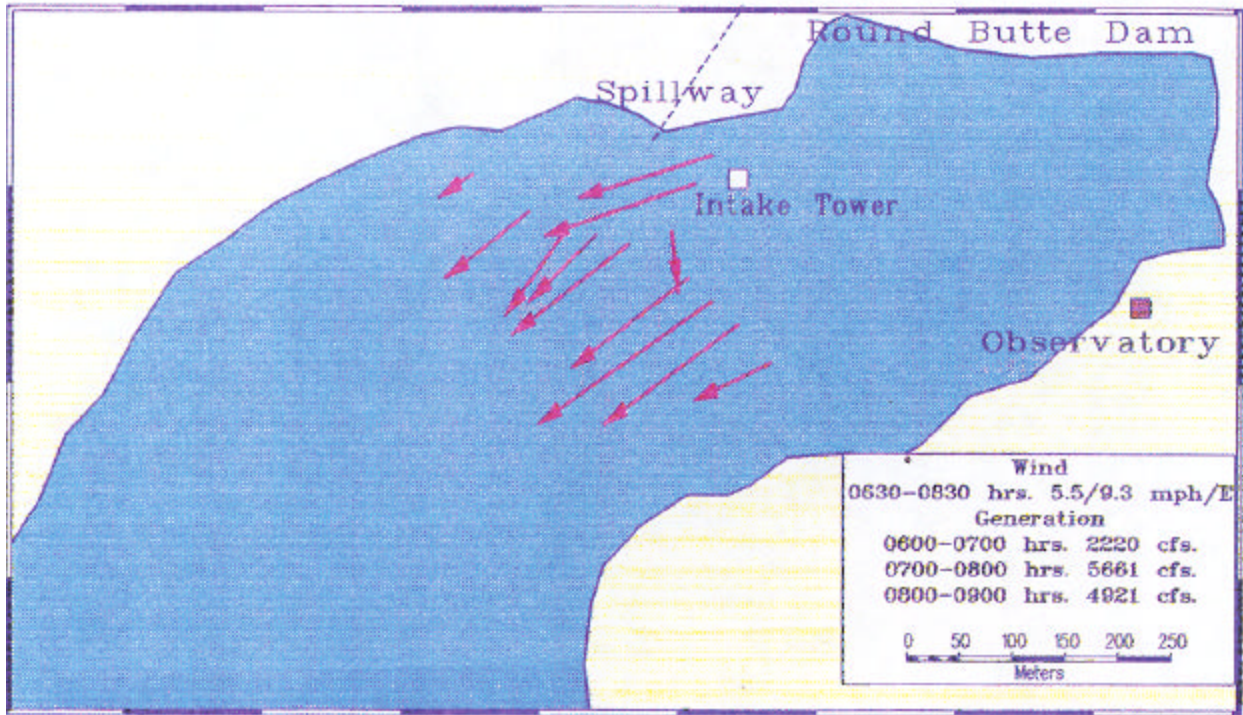 Round Butte Dam
Spillway
Intake Tower
Observatory
Wind
0630-0830 hrs. 5.5/9.3 mph/E
Generation
0600-0700 hrs. 2220 cfs.
0700-0800 hrs. 5661 cfs.
0800-0900 hrs. 4921 cfs.
0 50 100 150 200 250
Meters